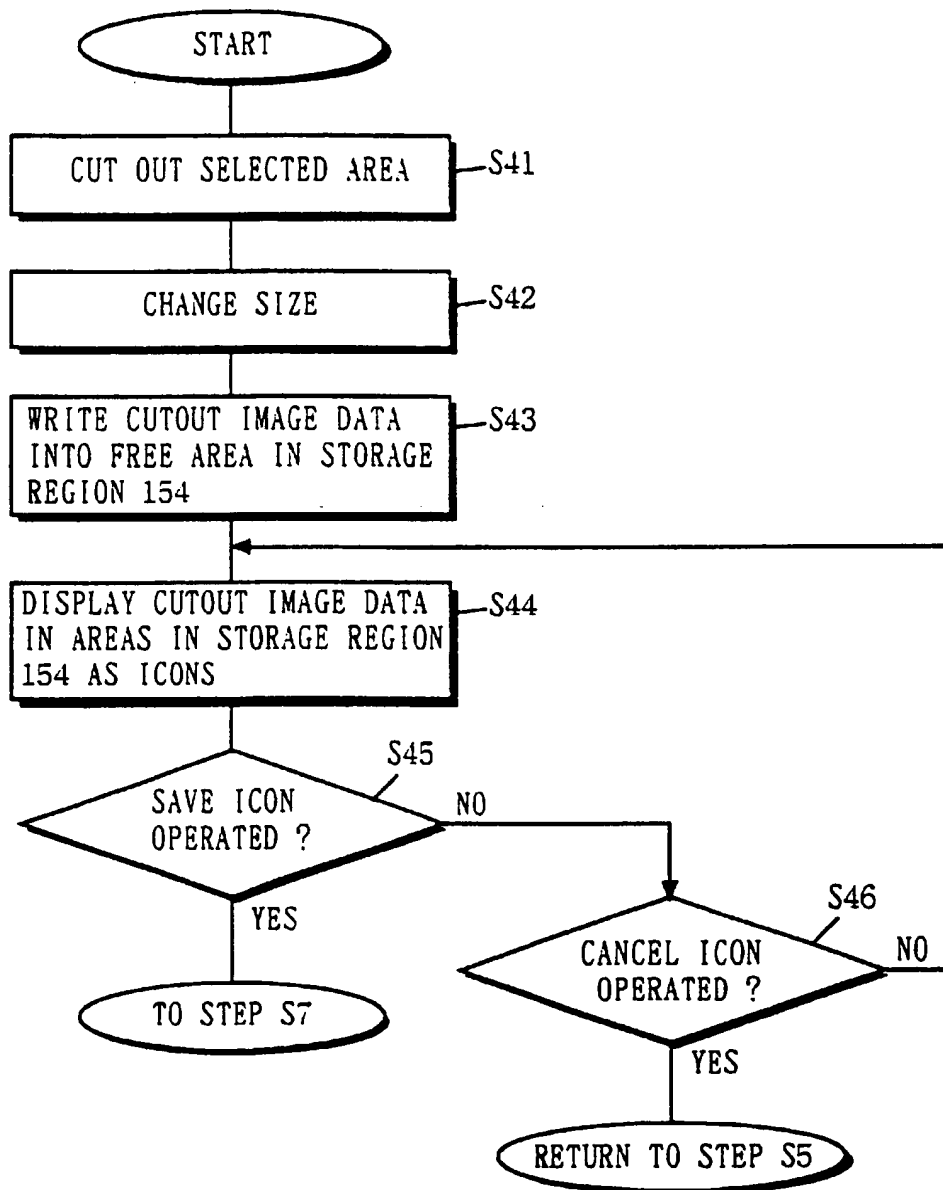 START
CUT OUT SELECTED AREA
S41
CHANGE SIZE
S42
WRITE CUTOUT IMAGE DATA
INTO FREE AREA IN STORAGE
REGION 154
S43
DISPLAY CUTOUT IMAGE DATA
IN AREAS IN STORAGE REGION
154 AS ICONS
S44
SAVE ICON
OPERATED ?
S45
NO
YES
TO STEP S7
CANCEL ICON
OPERATED ?
S46
NO
YES
RETURN TO STEP S5